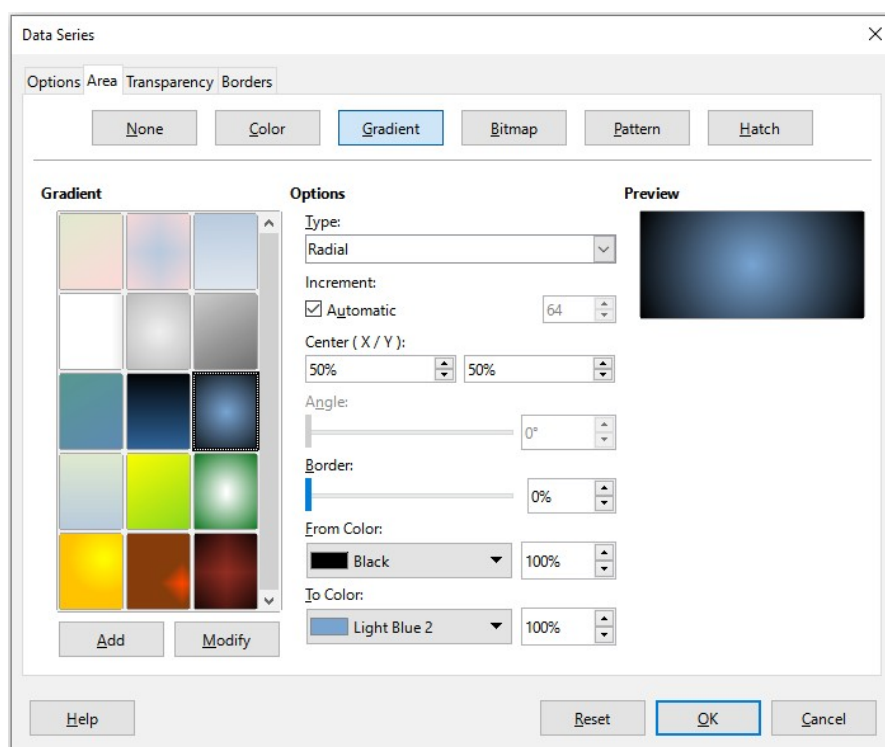 Data Series
Options Area Transparency Borders
None Color Gradient Bitmap Pattern Hatch
Gradient
Options
Type:
Radial
Increment:
Automatic 64
Center ( X / Y ):
50% 50%
Angle:
0°
Border:
0%
From Color:
Black 100%
To Color:
Light Blue 2 100%
Preview
Add Modify
Help Reset OK Cancel